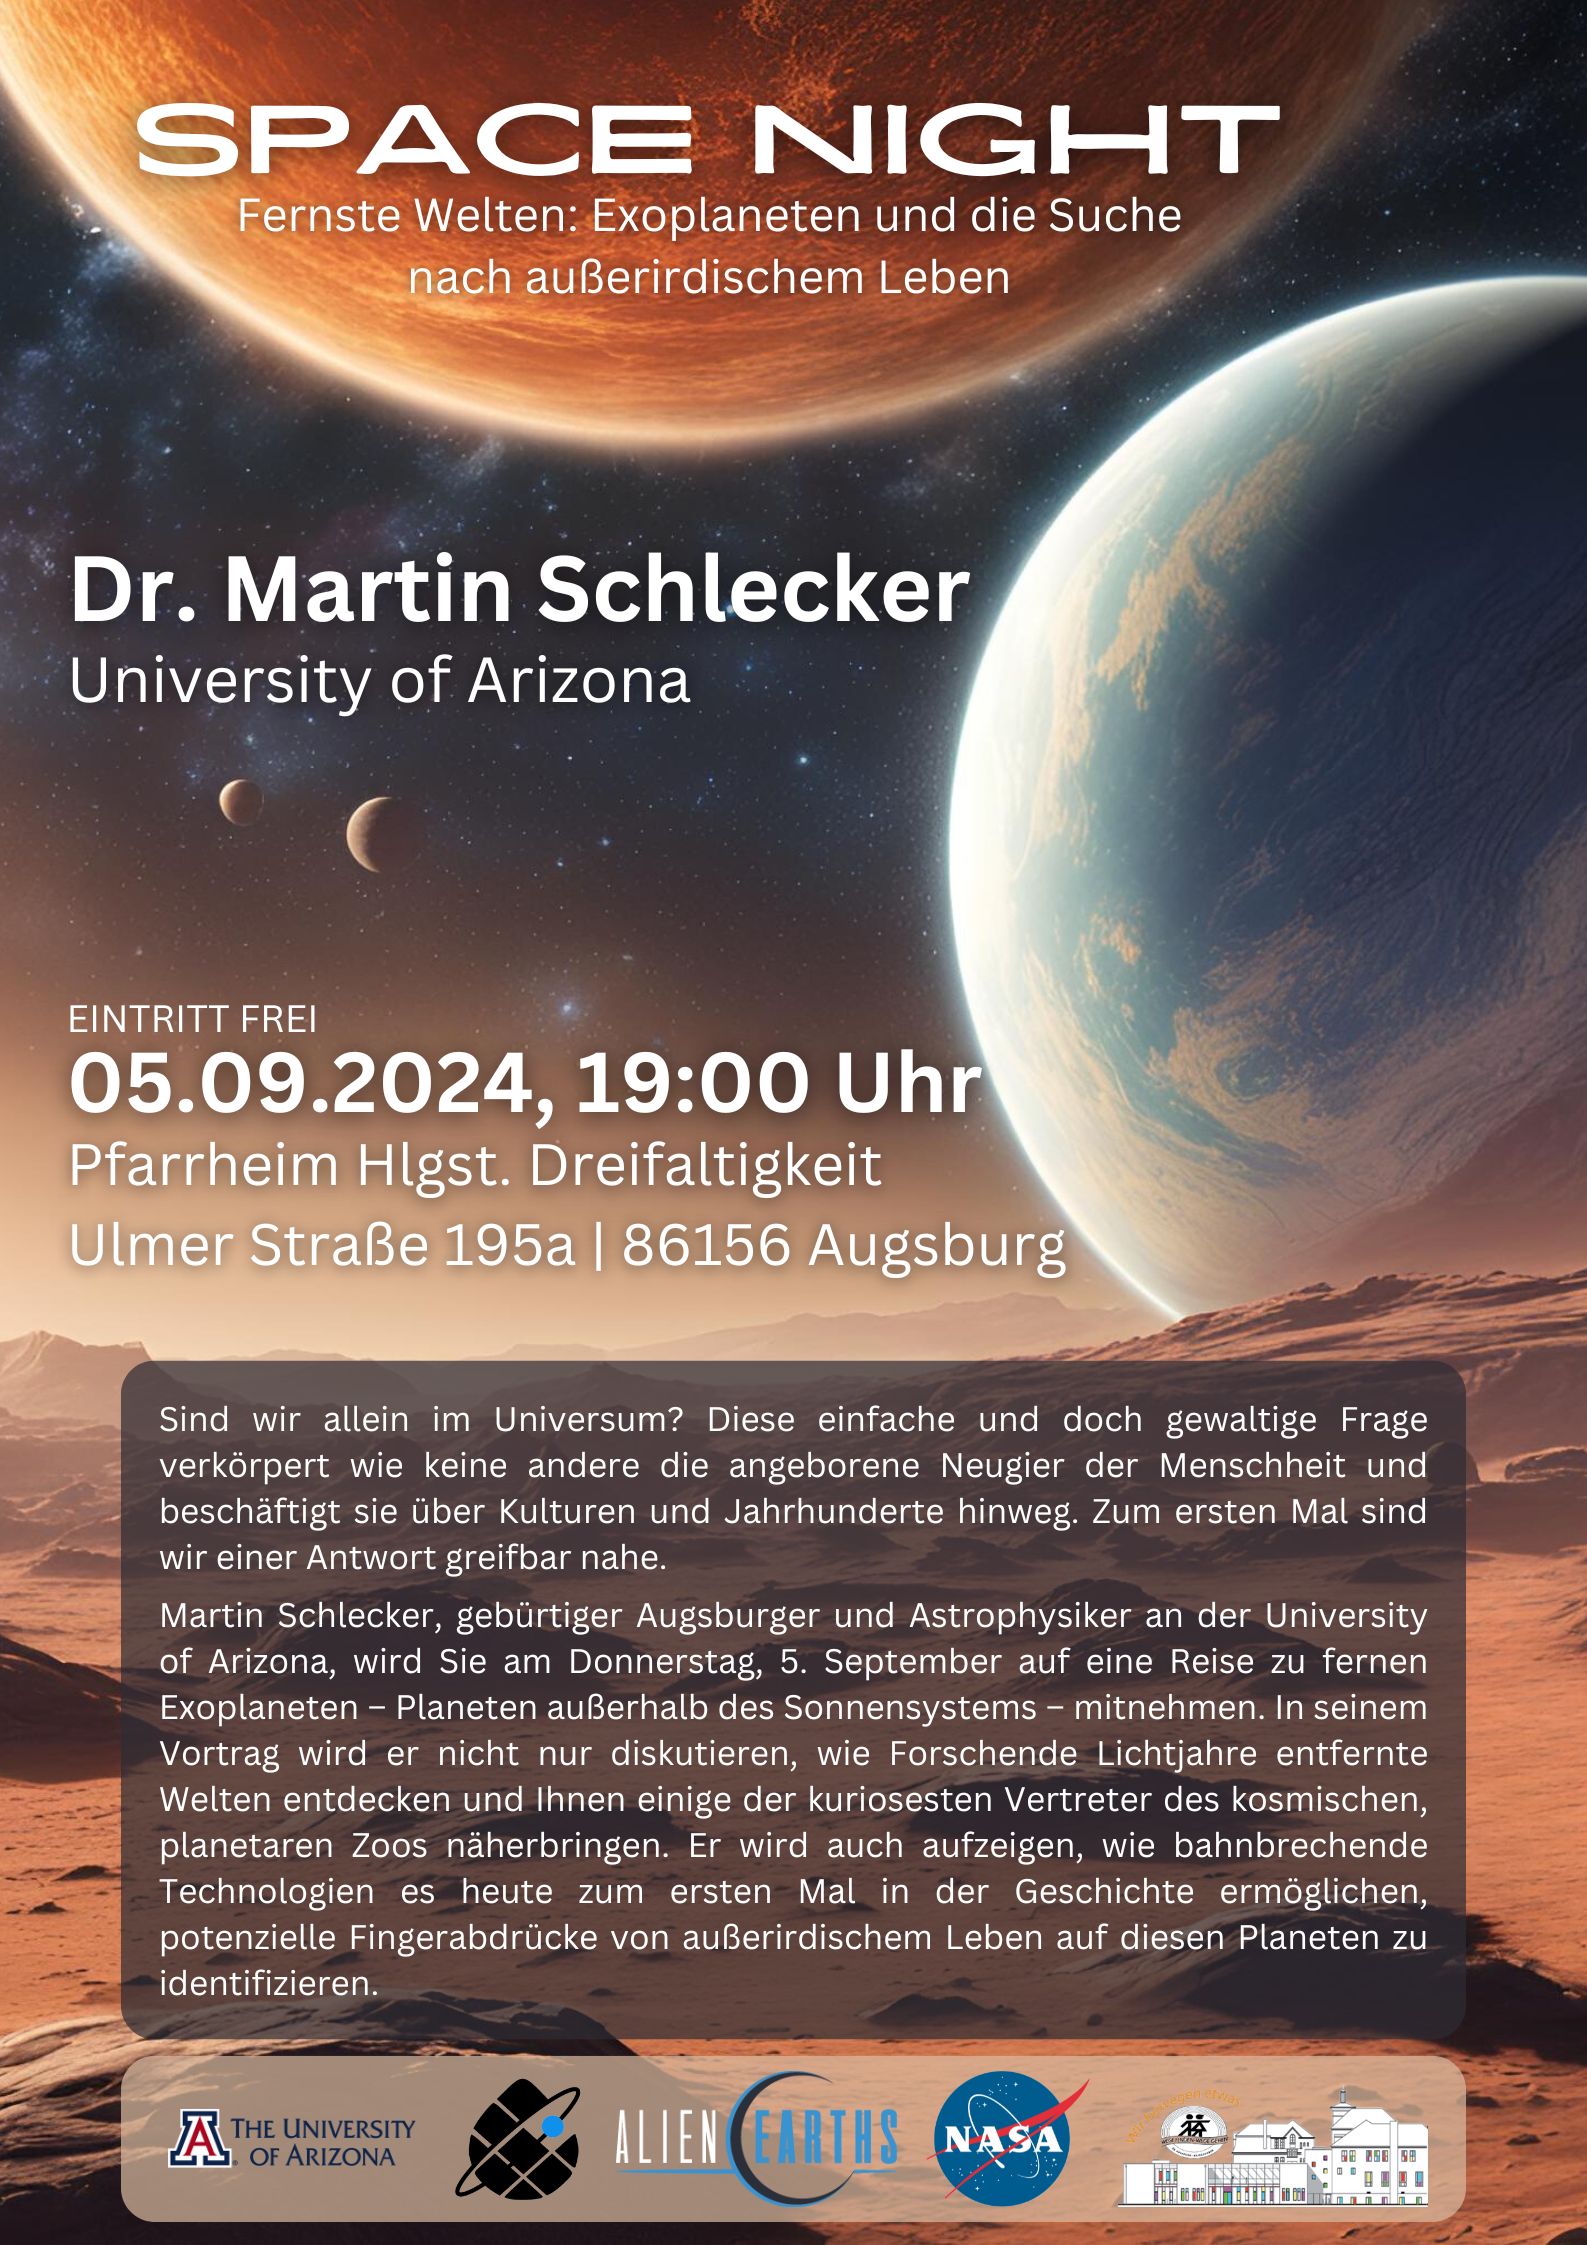 SPACE NIGHT
Fernste Welten: Exoplaneten und die Suche
nach außerirdischem Leben
Dr. Martin Schlecker
University of Arizona
EINTRITT FREI
05.09.2024, 19:00 Uhr
Pfarrheim Hlgst. Dreifaltigkeit
Ulmer Straße 195a | 86156 Augsburg
Sind wir allein im Universum? Diese einfache und doch gewaltige Frage
verkörpert wie keine andere die angeborene Neugier der Menschheit und
beschäftigt sie über Kulturen und Jahrhunderte hinweg. Zum ersten Mal sind
wir einer Antwort greifbar nahe.
Martin Schlecker, gebürtiger Augsburger und Astrophysiker an der University
of Arizona, wird Sie am Donnerstag, 5. September auf eine Reise zu fernen
Exoplaneten – Planeten außerhalb des Sonnensystems – mitnehmen. In seinem
Vortrag wird er nicht nur diskutieren, wie Forschende Lichtjahre entfernte
Welten entdecken und Ihnen einige der kuriosesten Vertreter des kosmischen,
planetaren Zoos näherbringen. Er wird auch aufzeigen, wie bahnbrechende
Technologien es heute zum ersten Mal in der Geschichte ermöglichen,
potenzielle Fingerabdrücke von außerirdischem Leben auf diesen Planeten zu
identifizieren.
A THE UNIVERSITY
OF ARIZONA
ALIEN EARTHS
NASA
Wir bewegen etwas